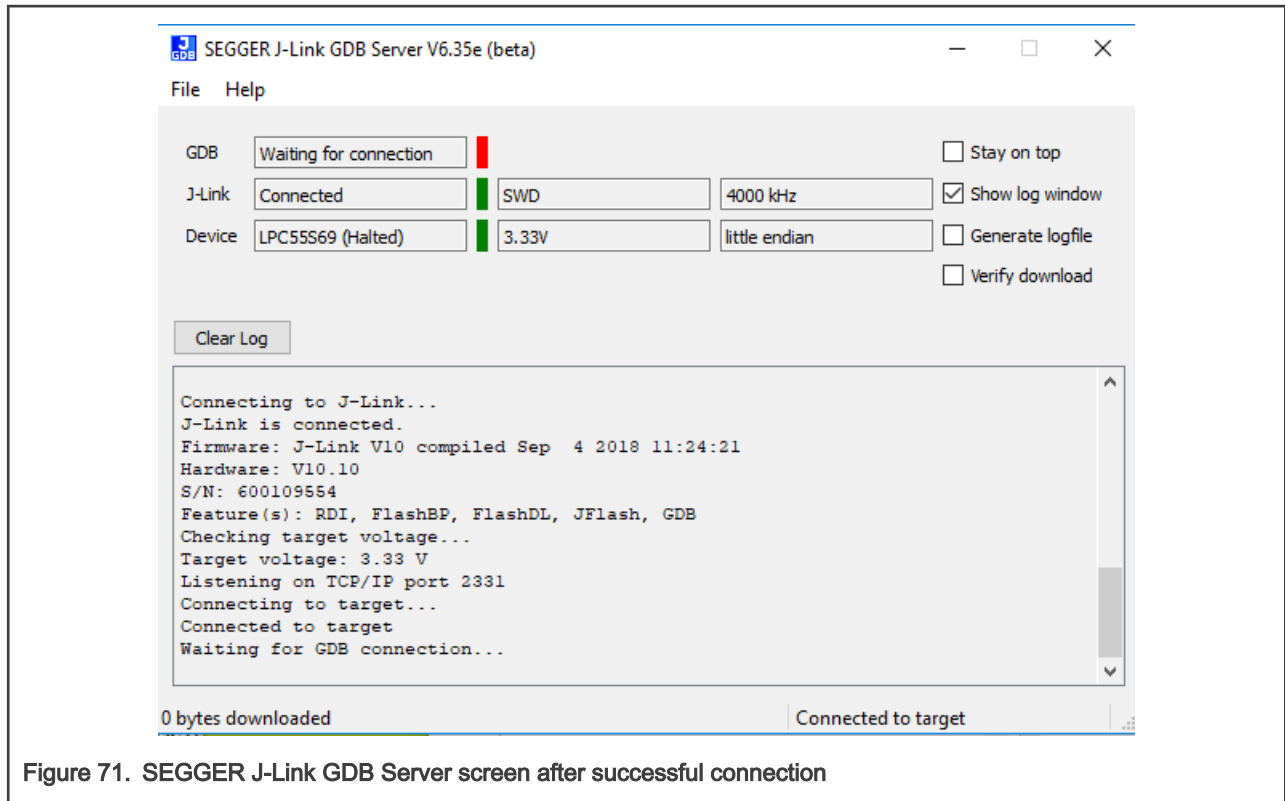 SEGGER J-Link GDB Server V6.35e (beta)
File Help
GDB Waiting for connection Stay on top
J-Link Connected SWD 4000 kHz Show log window
Device LPC55S69 (Halted) 3.33V little endian Generate logfile
Verify download
Clear Log
Connecting to J-Link...
J-Link is connected.
Firmware: J-Link V10 compiled Sep  4 2018 11:24:21
Hardware: V10.10
S/N: 600109554
Feature(s): RDI, FlashBP, FlashDL, JFlash, GDB
Checking target voltage...
Target voltage: 3.33 V
Listening on TCP/IP port 2331
Connecting to target...
Connected to target
Waiting for GDB connection...
0 bytes downloaded Connected to target
Figure 71. SEGGER J-Link GDB Server screen after successful connection